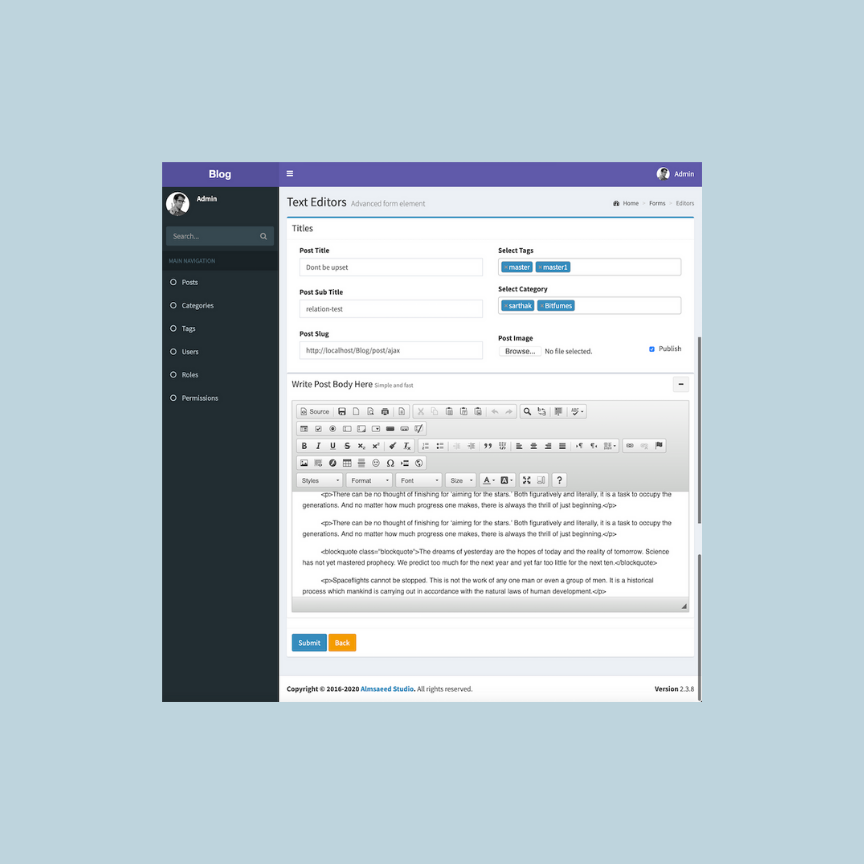 Blog
Admin
Admin
Search...
MAIN NAVIGATION
Posts
Categories
Tags
Users
Roles
Permissions
Text Editors Advanced form element
Home > Forms > Editors
Titles
Post Title
Dont be upset
Post Sub Title
relation-test
Post Slug
http://localhost/Blog/post/ajax
Select Tags
×master ×master1
Select Category
×sarthak ×Bitfumes
Post Image
Browse... No file selected.
Publish
Write Post Body Here Simple and fast
Source
B I U S x₂ x² Tx
Styles Format Font Size A A ?
<p>There can be no thought of finishing for 'aiming for the stars.' Both figuratively and literally, it is a task to occupy the
generations. And no matter how much progress one makes, there is always the thrill of just beginning.</p>
<p>There can be no thought of finishing for 'aiming for the stars.' Both figuratively and literally, it is a task to occupy the
generations. And no matter how much progress one makes, there is always the thrill of just beginning.</p>
<blockquote class="blockquote">The dreams of yesterday are the hopes of today and the reality of tomorrow. Science
has not yet mastered prophecy. We predict too much for the next year and yet far too little for the next ten.</blockquote>
<p>Spaceflights cannot be stopped. This is not the work of any one man or even a group of men. It is a historical
process which mankind is carrying out in accordance with the natural laws of human development.</p>
Submit Back
Copyright © 2016-2020 Almsaeed Studio. All rights reserved.
Version 2.3.8